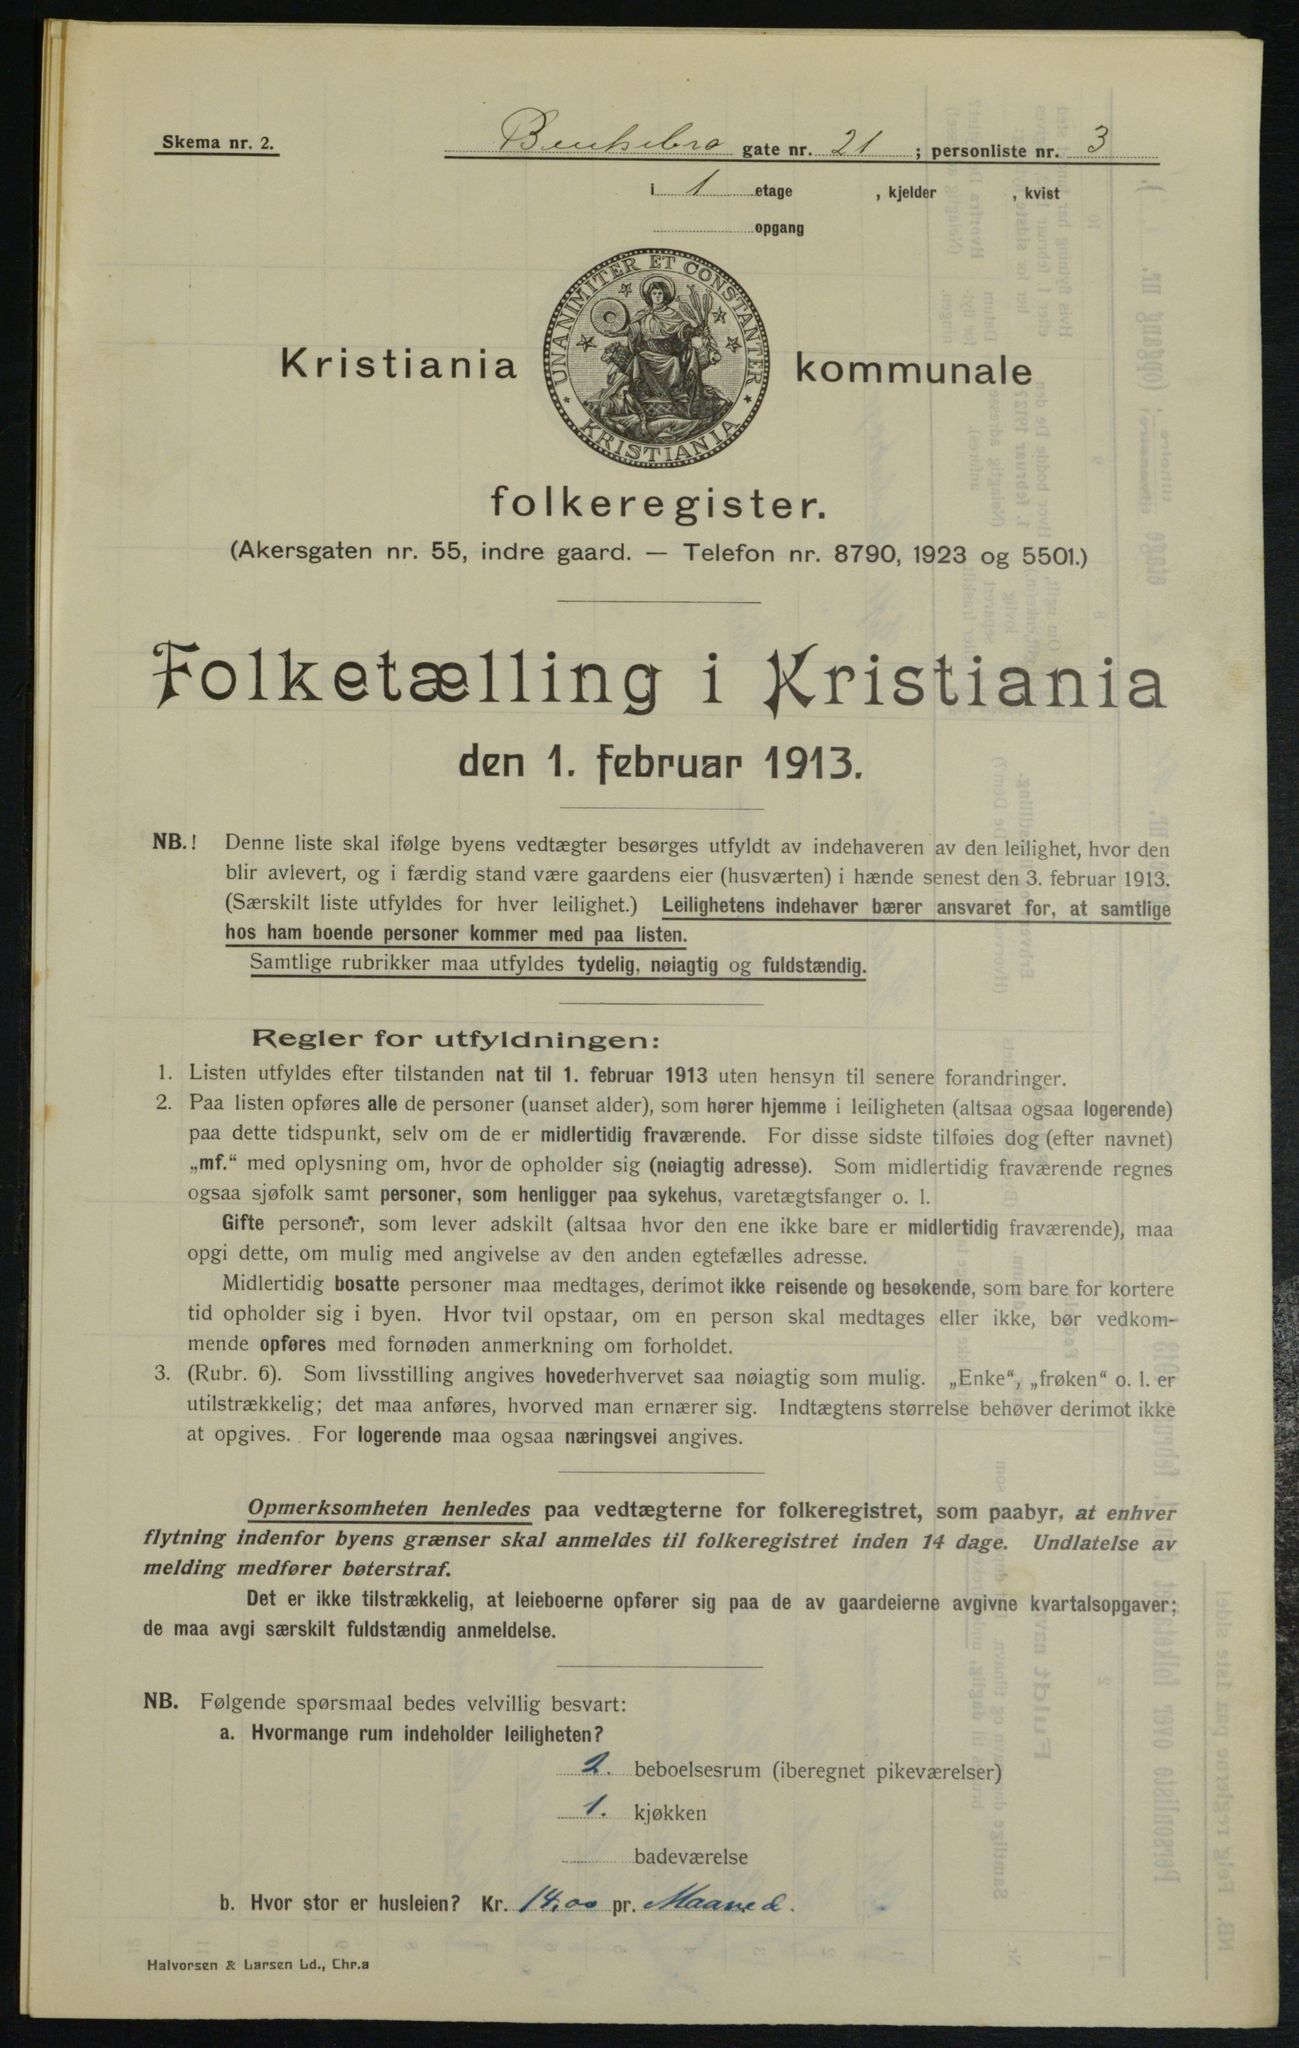 Skema nr. 2.
Bentsebro gate nr. 21 ; personliste nr. 3
i 1 etage , kjelder , kvist
opgang
UNANIMITER ET CONSTANTER
KRISTIANIA
Kristiania kommunale
folkeregister.
(Akersgaten nr. 55, indre gaard. — Telefon nr. 8790, 1923 og 5501.)
Folketælling i Kristiania
den 1. februar 1913.
NB.! Denne liste skal ifølge byens vedtægter besørges utfyldt av indehaveren av den leilighet, hvor den
blir avlevert, og i færdig stand være gaardens eier (husværten) i hænde senest den 3. februar 1913.
(Særskilt liste utfyldes for hver leilighet.) Leilighetens indehaver bærer ansvaret for, at samtlige
hos ham boende personer kommer med paa listen.
Samtlige rubrikker maa utfyldes tydelig, nøiagtig og fuldstændig.
Regler for utfyldningen:
1. Listen utfyldes efter tilstanden nat til 1. februar 1913 uten hensyn til senere forandringer.
2. Paa listen opføres alle de personer (uanset alder), som hører hjemme i leiligheten (altsaa ogsaa logerende)
paa dette tidspunkt, selv om de er midlertidig fraværende. For disse sidste tilføies dog (efter navnet)
„mf.“ med oplysning om, hvor de opholder sig (nøiagtig adresse). Som midlertidig fraværende regnes
ogsaa sjøfolk samt personer, som henligger paa sykehus, varetægtsfanger o. l.
Gifte personer, som lever adskilt (altsaa hvor den ene ikke bare er midlertidig fraværende), maa
opgi dette, om mulig med angivelse av den anden egtefælles adresse.
Midlertidig bosatte personer maa medtages, derimot ikke reisende og besøkende, som bare for kortere
tid opholder sig i byen. Hvor tvil opstaar, om en person skal medtages eller ikke, bør vedkom-
mende opføres med fornøden anmerkning om forholdet.
3. (Rubr. 6). Som livsstilling angives hovederhvervet saa nøiagtig som mulig. „Enke“, „frøken“ o. l. er
utilstrækkelig; det maa anføres, hvorved man ernærer sig. Indtægtens størrelse behøver derimot ikke
at opgives. For logerende maa ogsaa næringsvei angives.
Opmerksomheten henledes paa vedtægterne for folkeregistret, som paabyr, at enhver
flytning indenfor byens grænser skal anmeldes til folkeregistret inden 14 dage. Undlatelse av
melding medfører bøterstraf.
Det er ikke tilstrækkelig, at leieboerne opfører sig paa de av gaardeierne avgivne kvartalsopgaver;
de maa avgi særskilt fuldstændig anmeldelse.
NB. Følgende spørsmaal bedes velvillig besvart:
a. Hvormange rum indeholder leiligheten?
2. beboelsesrum (iberegnet pikeværelser)
1. kjøkken
badeværelse
b. Hvor stor er husleien? Kr. 14.00 pr. Maaned.
Halvorsen & Larsen Ld., Chr.a